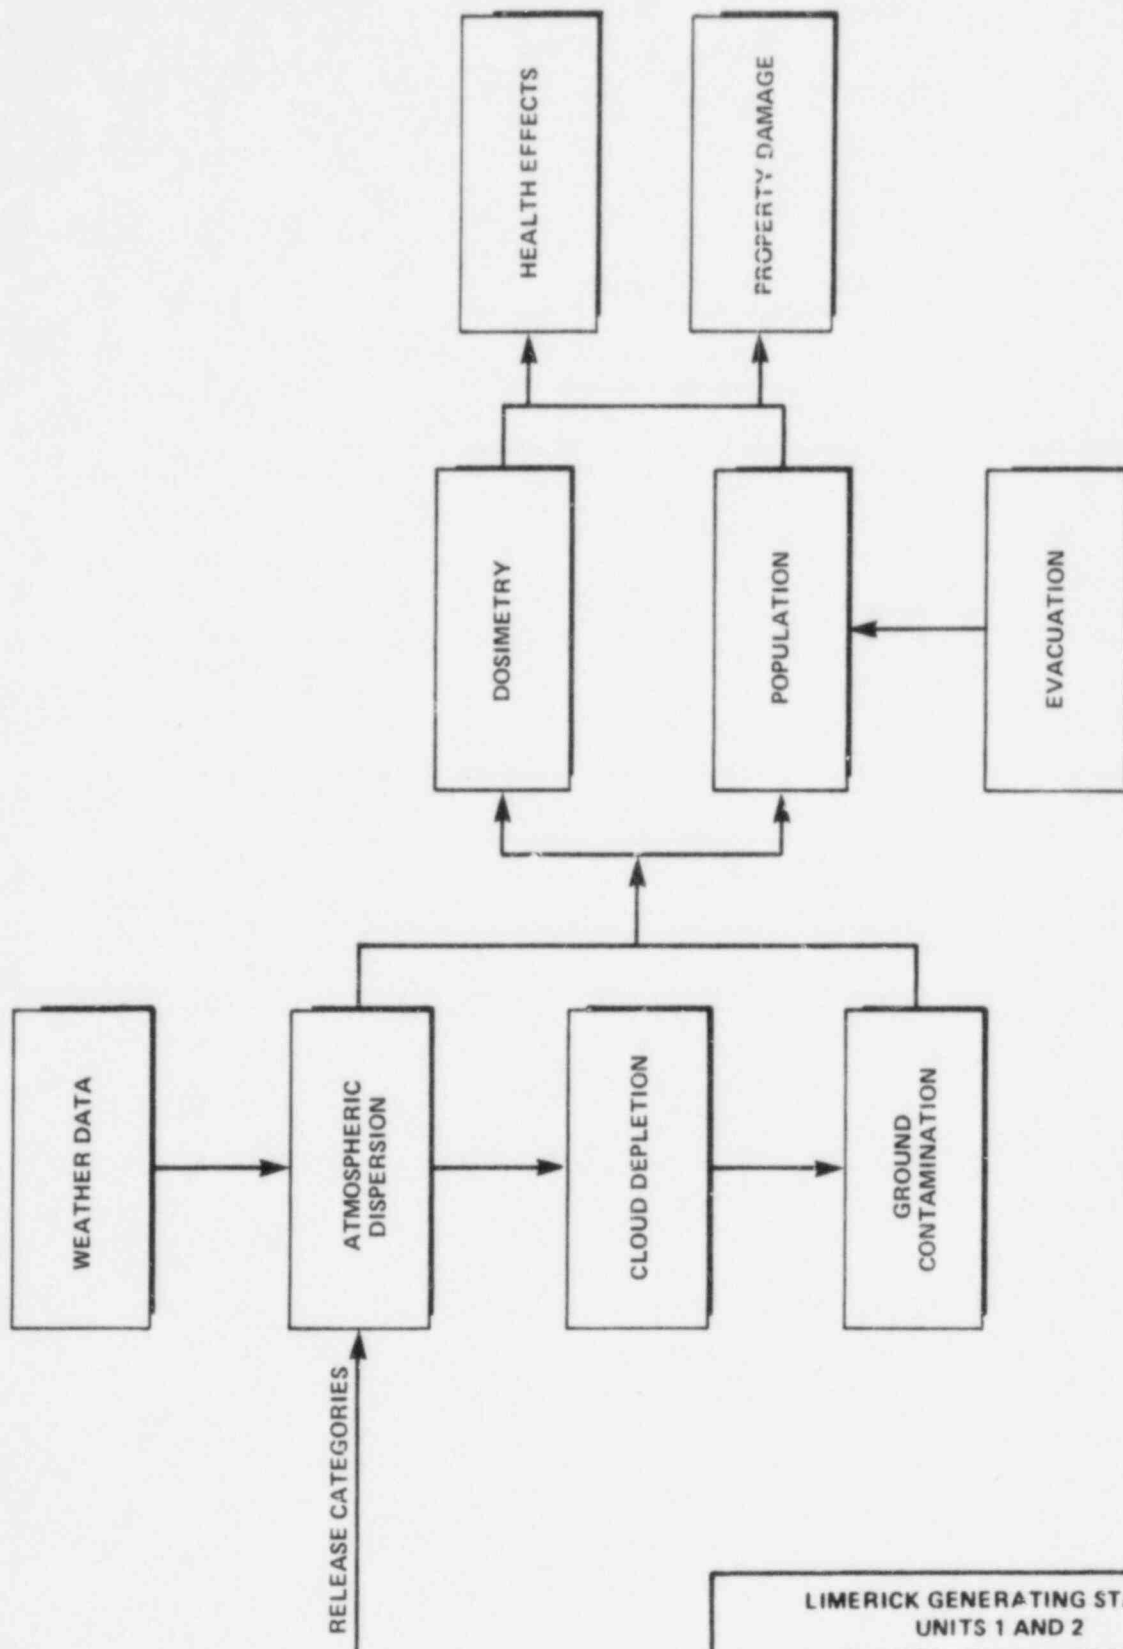 WEATHER DATA
RELEASE CATEGORIES
ATMOSPHERIC
DISPERSION
CLOUD DEPLETION
GROUND
CONTAMINATION
DOSIMETRY
POPULATION
EVACUATION
HEALTH EFFECTS
PROPERTY DAMAGE
LIMERICK GENERATING
UNITS 1 AND 2